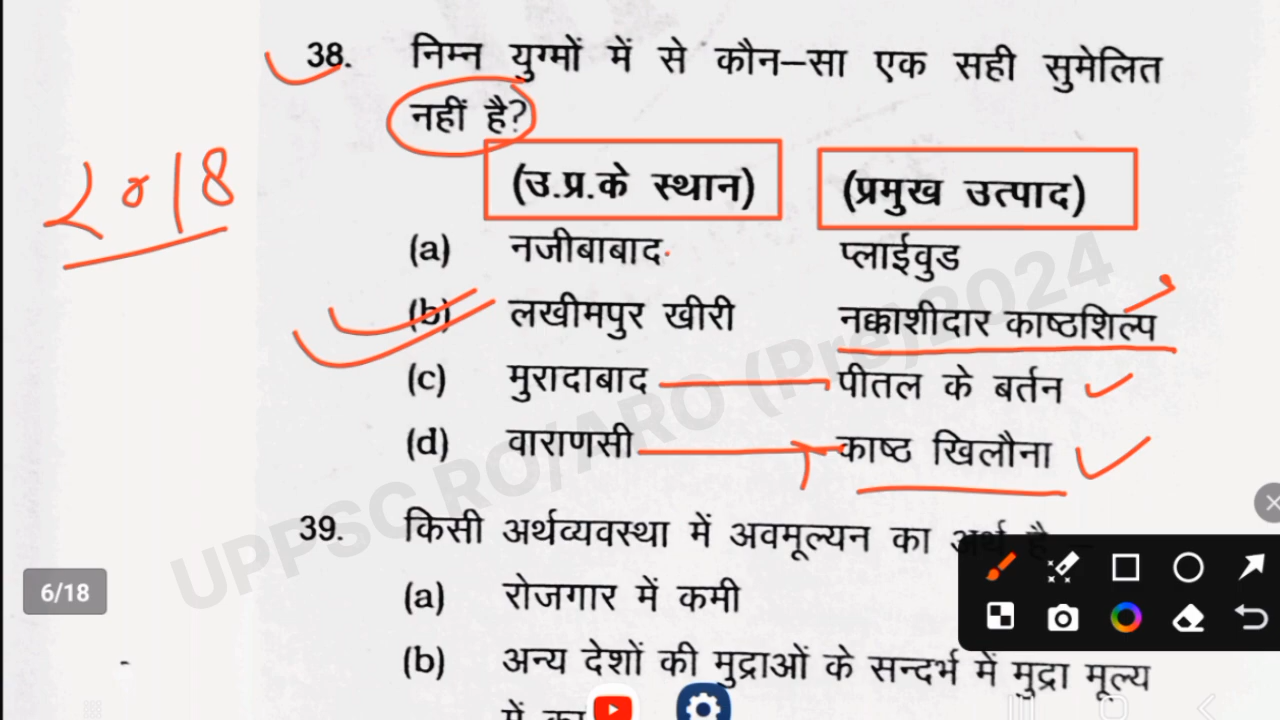 38. निम्न युग्मों में से कौन–सा एक सही सुमेलित
नहीं है?
2018
(उ.प्र.के स्थान) (प्रमुख उत्पाद)
(a) नजीबाबाद प्लाईवुड
(b) लखीमपुर खीरी नक्काशीदार काष्ठशिल्प
(c) मुरादाबाद पीतल के बर्तन
(d) वाराणसी काष्ठ खिलौना
UPPSC RO/ARO (Pre) 2024
39. किसी अर्थव्यवस्था में अवमूल्यन का अर्थ है –
6/18
(a) रोजगार में कमी
(b) अन्य देशों की मुद्राओं के सन्दर्भ में मुद्रा मूल्य
में